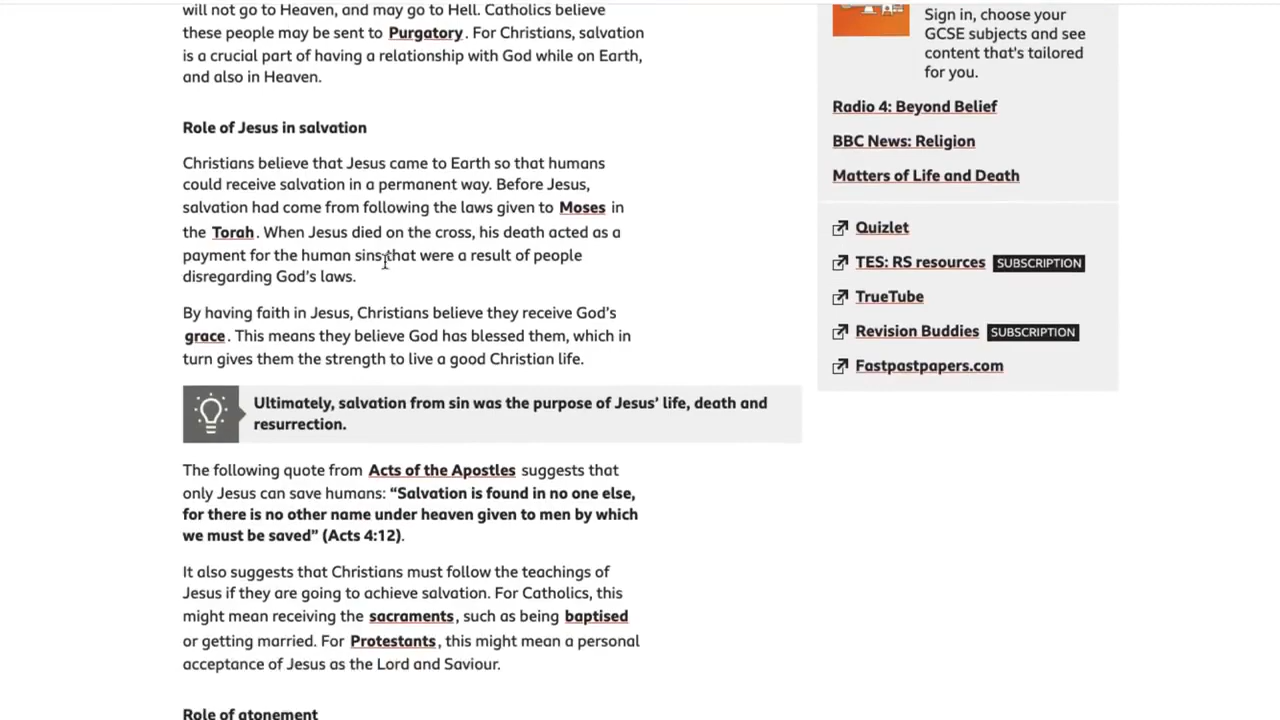 will not go to Heaven, and may go to Hell. Catholics believe
these people may be sent to Purgatory. For Christians, salvation
is a crucial part of having a relationship with God while on Earth,
and also in Heaven.
Role of Jesus in salvation
Christians believe that Jesus came to Earth so that humans
could receive salvation in a permanent way. Before Jesus,
salvation had come from following the laws given to Moses in
the Torah. When Jesus died on the cross, his death acted as a
payment for the human sins that were a result of people
disregarding God's laws.
By having faith in Jesus, Christians believe they receive God's
grace. This means they believe God has blessed them, which in
turn gives them the strength to live a good Christian life.
Ultimately, salvation from sin was the purpose of Jesus' life, death and
resurrection.
The following quote from Acts of the Apostles suggests that
only Jesus can save humans: “Salvation is found in no one else,
for there is no other name under heaven given to men by which
we must be saved” (Acts 4:12).
It also suggests that Christians must follow the teachings of
Jesus if they are going to achieve salvation. For Catholics, this
might mean receiving the sacraments, such as being baptised
or getting married. For Protestants, this might mean a personal
acceptance of Jesus as the Lord and Saviour.
Role of atonement
Sign in, choose your
GCSE subjects and see
content that's tailored
for you.
Radio 4: Beyond Belief
BBC News: Religion
Matters of Life and Death
Quizlet
TES: RS resources SUBSCRIPTION
TrueTube
Revision Buddies SUBSCRIPTION
Fastpastpapers.com